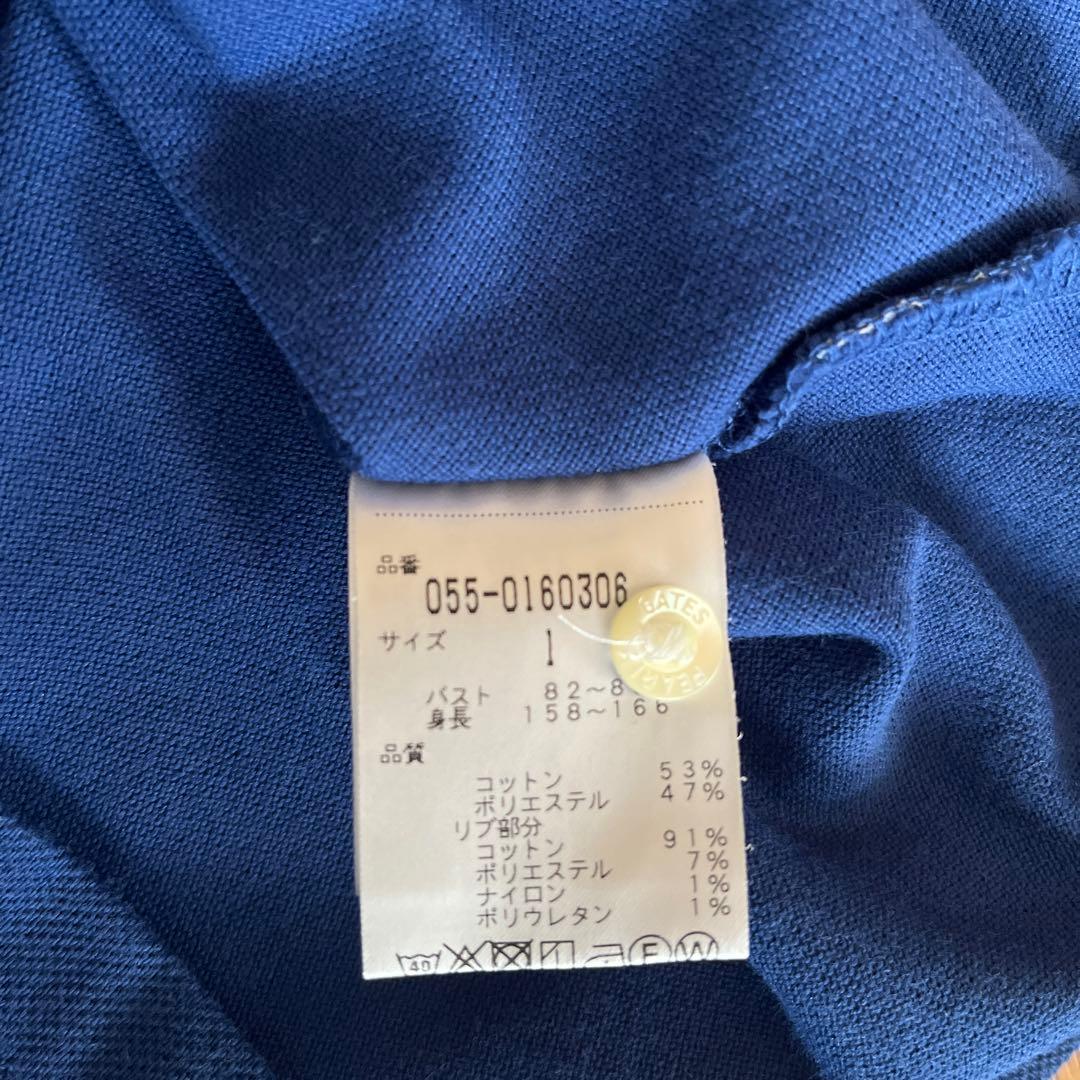 品番
055-0160306
サイズ 1
バスト 82～8
身長 158～166
品質
コットン 53%
ポリエステル 47%
リブ部分
コットン 91%
ポリエステル 7%
ナイロン 1%
ポリウレタン 1%
40 F W
GATES
PEARLY